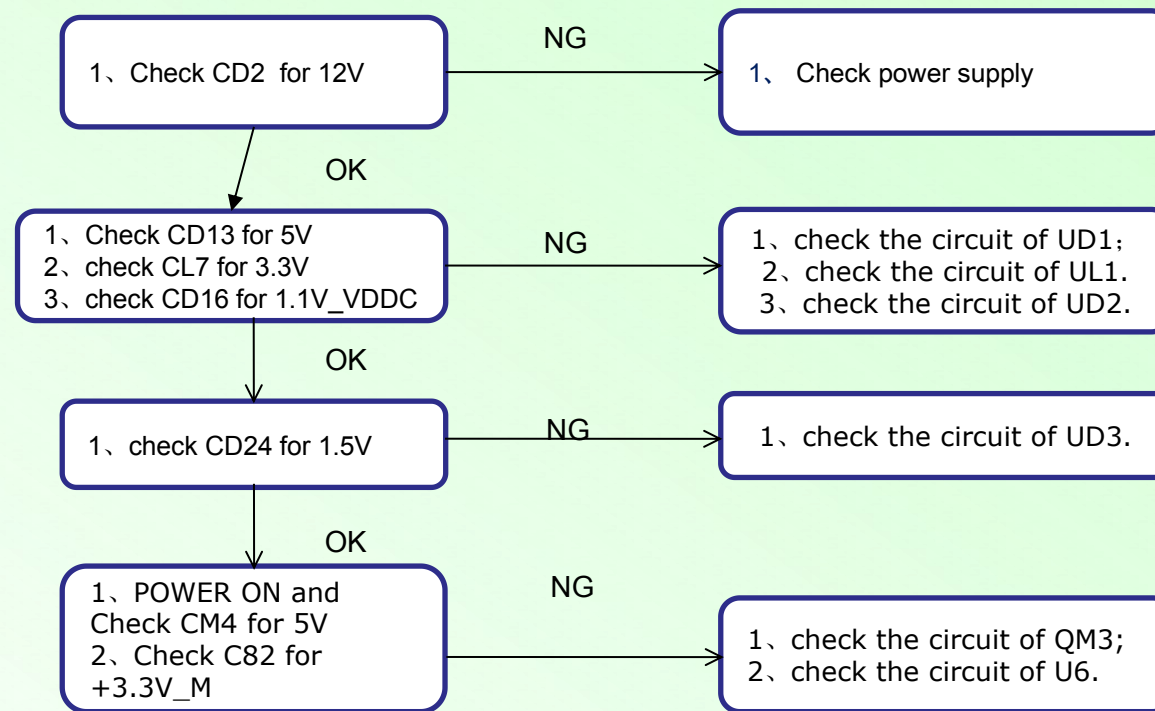 1、Check CD2 for 12V
NG
1、 Check power supply
OK
1、Check CD13 for 5V
2、check CL7 for 3.3V
3、check CD16 for 1.1V_VDDC
NG
1、check the circuit of UD1;
2、check the circuit of UL1.
3、check the circuit of UD2.
OK
1、check CD24 for 1.5V
NG
1、check the circuit of UD3.
OK
1、POWER ON and
Check CM4 for 5V
2、Check C82 for
+3.3V_M
NG
1、check the circuit of QM3;
2、check the circuit of U6.